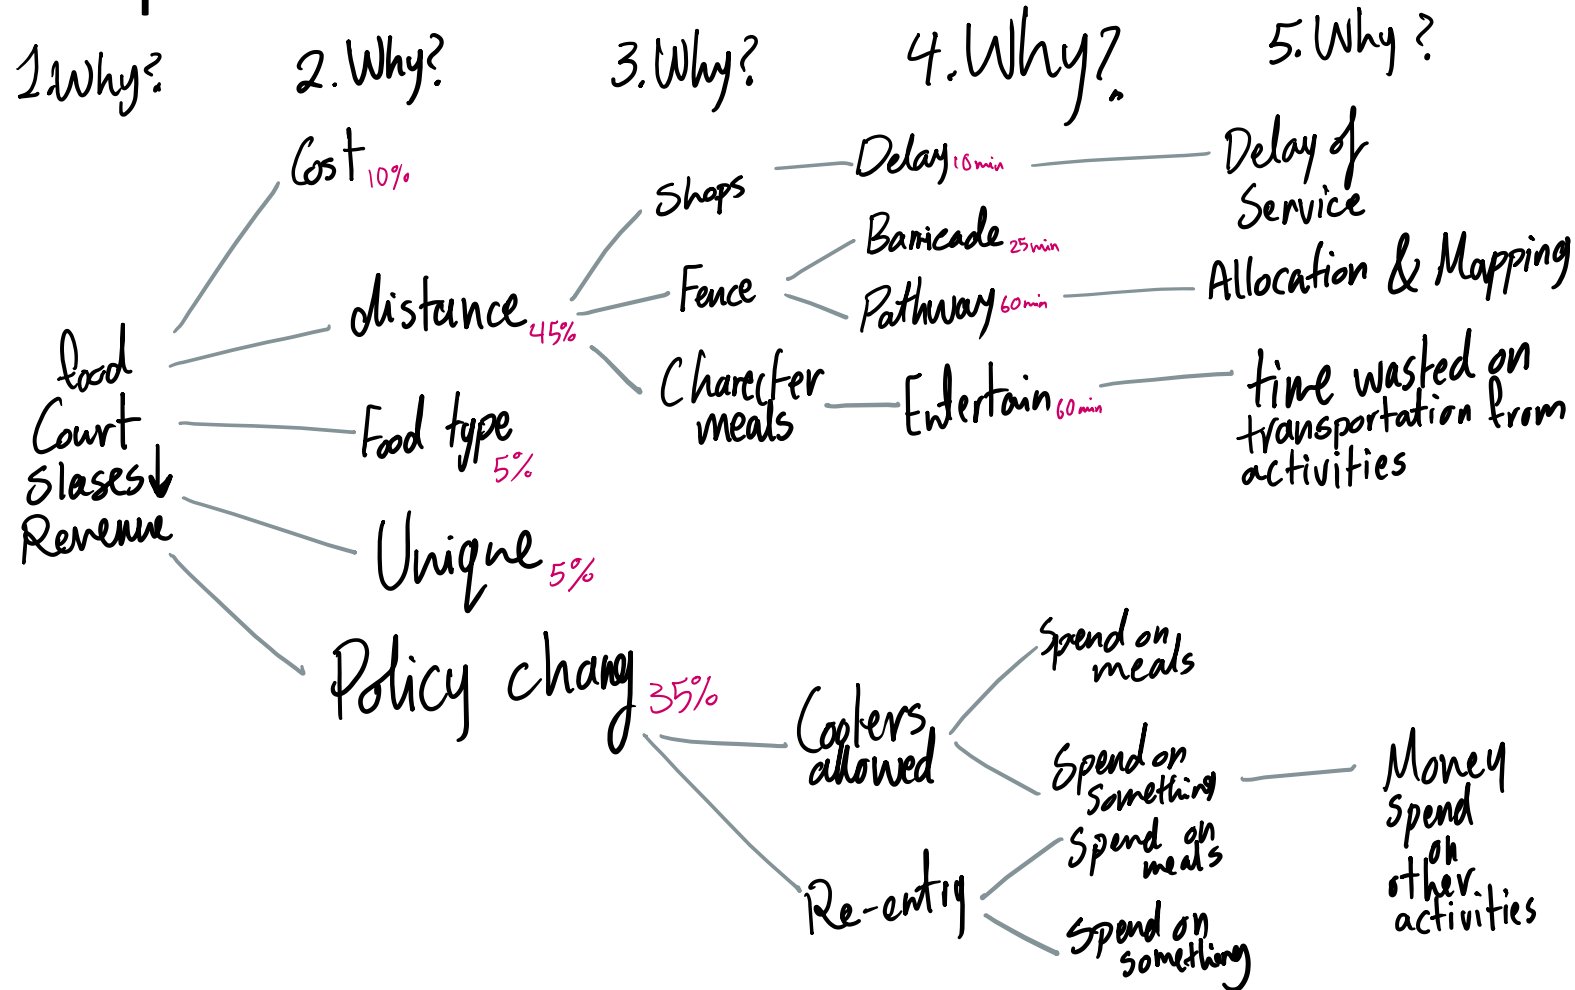 1.Why?
2.Why?
3.Why?
4.Why?
5.Why?
food
Court
Slases↓
Revenue
Cost 10%
distance 45%
Food type 5%
Unique 5%
Policy chang 35%
Shops
Fence
Charecter
meals
Delay 10min
Barricade 25min
Pathway 60min
Entertain 60min
Delay of
Service
Allocation & Mapping
time wasted on
transportation from
activities
Coolers
allowed
Re-entry
Spend on
meals
Spend on
something
Spend on
meals
Spend on
something
Money
Spend
on
other
activities